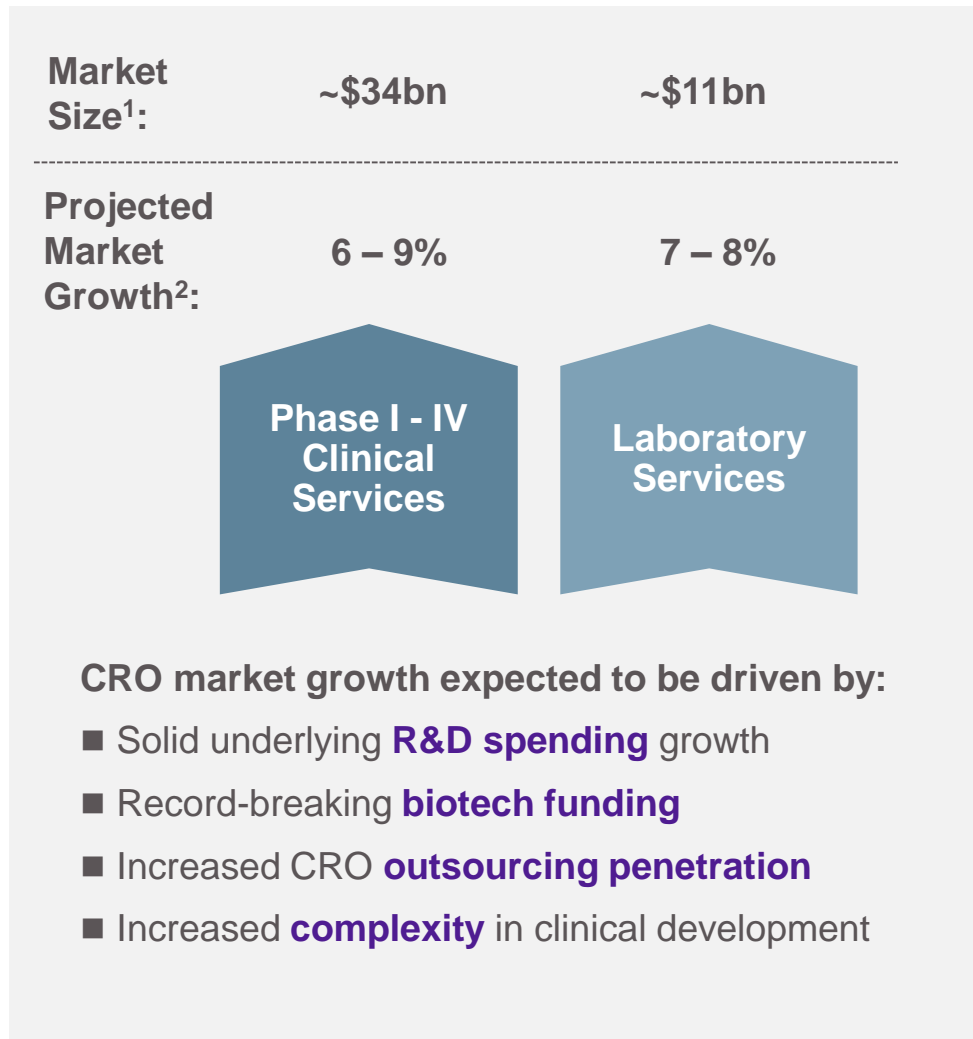 Market
Size¹: ~$34bn ~$11bn
Projected
Market
Growth²: 6 – 9% 7 – 8%
Phase I - IV
Clinical
Services
Laboratory
Services
CRO market growth expected to be driven by:
■ Solid underlying R&D spending growth
■ Record-breaking biotech funding
■ Increased CRO outsourcing penetration
■ Increased complexity in clinical development